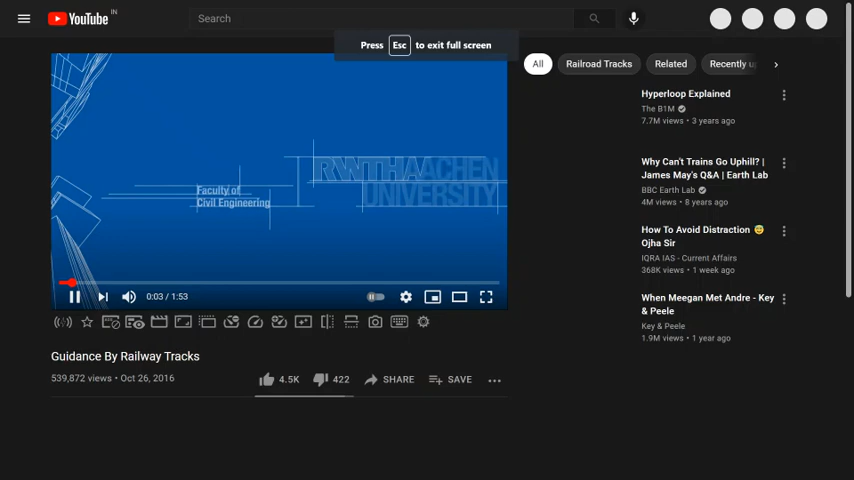 YouTube IN
Search
Press Esc to exit full screen
All
Railroad Tracks
Related
Recently u
Faculty of
Civil Engineering
RWTH AACHEN
UNIVERSITY
Hyperloop Explained
The B1M
7.7M views • 3 years ago
Why Can't Trains Go Uphill? |
James May's Q&A | Earth Lab
BBC Earth Lab
4M views • 8 years ago
How To Avoid Distraction 😅
Ojha Sir
IQRA IAS - Current Affairs
368K views • 1 week ago
When Meegan Met Andre - Key
& Peele
Key & Peele
1.9M views • 1 year ago
0:03 / 1:53
Guidance By Railway Tracks
539,872 views • Oct 26, 2016
4.5K
422
SHARE
SAVE